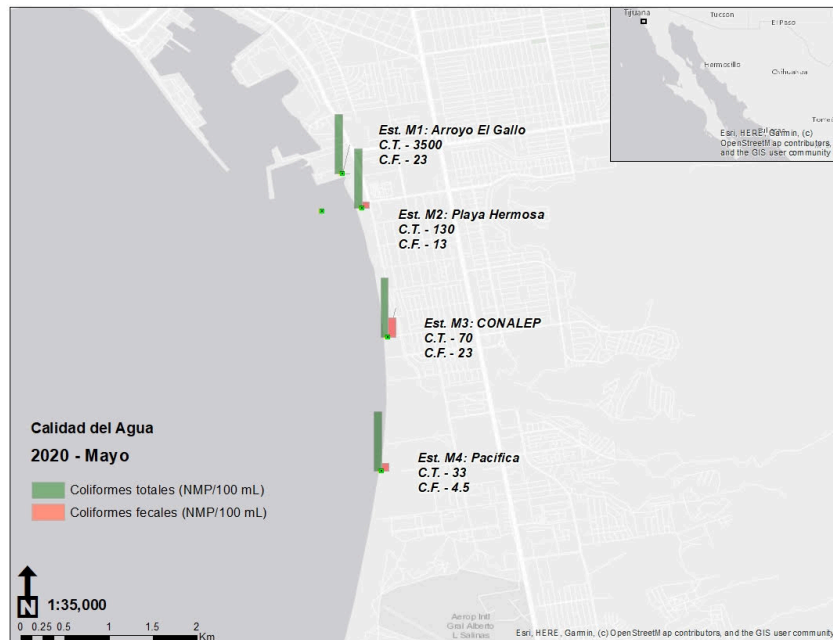 Tijuana
Tucson
El Paso
Hermosillo
Chihuahua
Esri, HERE, Garmin, (c)
OpenStreetMap contributors,
and the GIS user community
Est. M1: Arroyo El Gallo
C.T. - 3500
C.F. - 23
Est. M2: Playa Hermosa
C.T. - 130
C.F. - 13
Est. M3: CONALEP
C.T. - 70
C.F. - 23
Est. M4: Pacífica
C.T. - 33
C.F. - 4.5
Calidad del Agua
2020 - Mayo
Coliformes totales (NMP/100 mL)
Coliformes fecales (NMP/100 mL)
N
1:35,000
0 0.25 0.5 1 1.5 2
Km
Aerop Intl
Gral Alberto
L Salinas
Esri, HERE, Garmin, (c) OpenStreetMap contributors, and the GIS user community